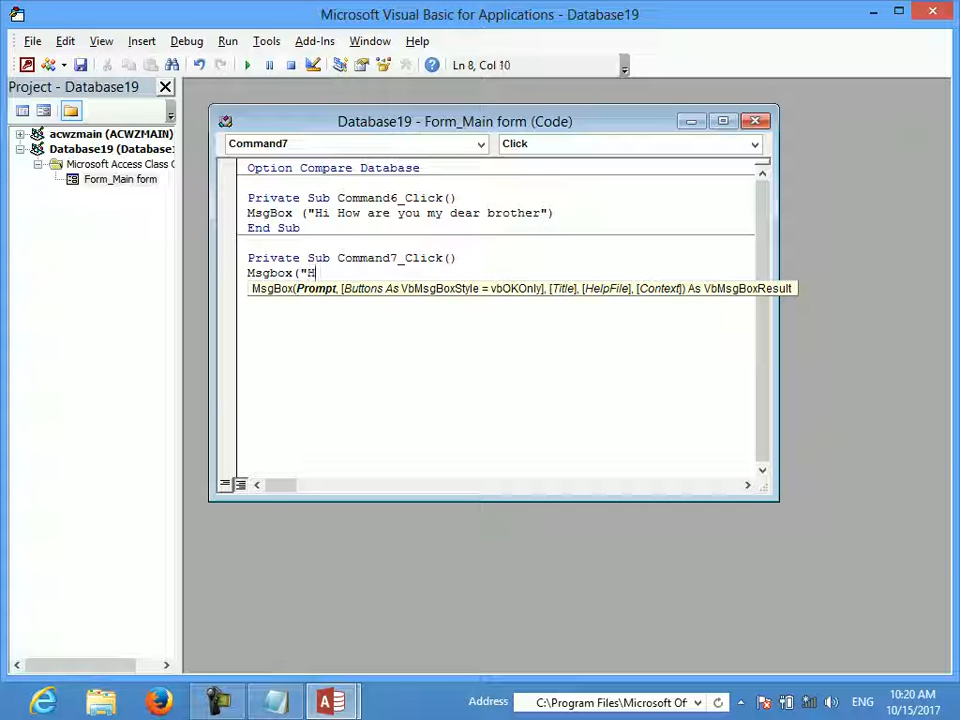 Microsoft Visual Basic for Applications - Database19
File Edit View Insert Debug Run Tools Add-Ins Window Help
Ln 8, Col 10
Project - Database19
acwzmain (ACWZMAIN)
Database19 (Database
Microsoft Access Class C
Form_Main form
Database19 - Form_Main form (Code)
Command7 Click
Option Compare Database
Private Sub Command6_Click()
MsgBox ("Hi How are you my dear brother")
End Sub
Private Sub Command7_Click()
Msgbox("H
MsgBox(Prompt, [Buttons As VbMsgBoxStyle = vbOKOnly], [Title], [HelpFile], [Context]) As VbMsgBoxResult
Address C:\Program Files\Microsoft Of ENG
10:20 AM
10/15/2017